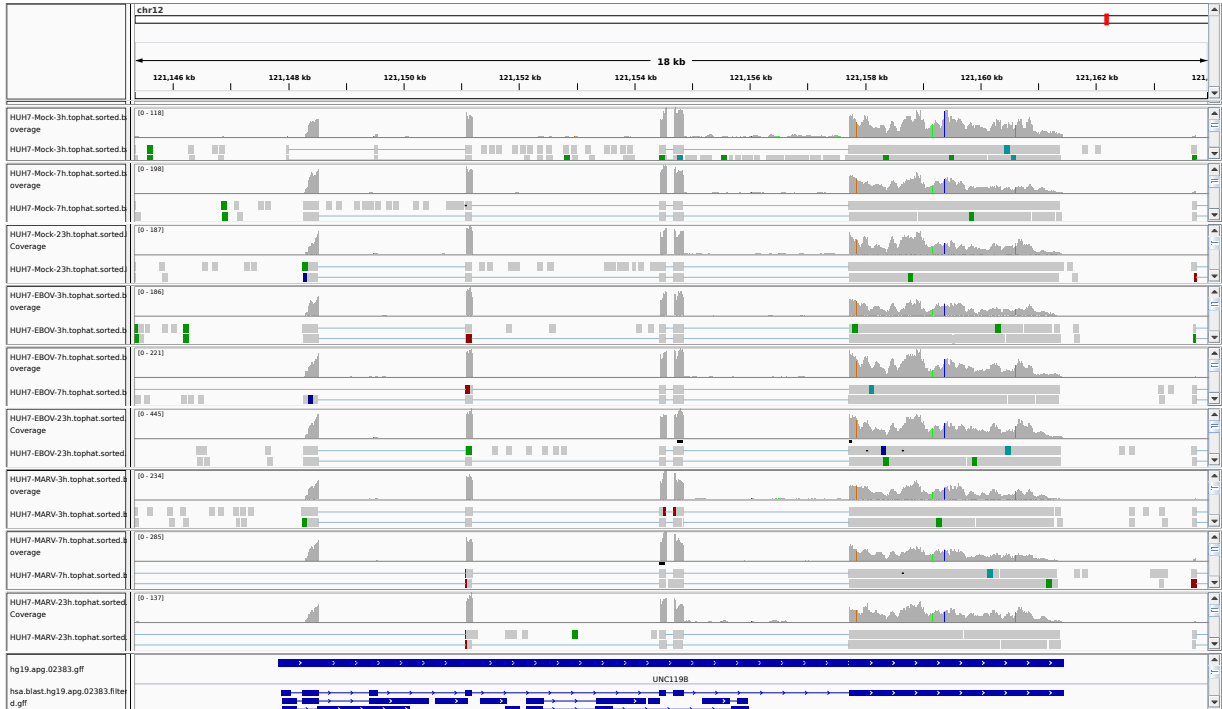 chr12
18 kb
121,146 kb 121,148 kb 121,150 kb 121,152 kb 121,154 kb 121,156 kb 121,158 kb 121,160 kb 121,162 kb 121,
HUH7-Mock-3h.tophat.sorted.b
overage
[0 - 118]
HUH7-Mock-3h.tophat.sorted.b
HUH7-Mock-7h.tophat.sorted.b
overage
[0 - 198]
HUH7-Mock-7h.tophat.sorted.b
HUH7-Mock-23h.tophat.sorted.
Coverage
[0 - 187]
HUH7-Mock-23h.tophat.sorted.
HUH7-EBOV-3h.tophat.sorted.b
overage
[0 - 186]
HUH7-EBOV-3h.tophat.sorted.b
HUH7-EBOV-7h.tophat.sorted.b
overage
[0 - 221]
HUH7-EBOV-7h.tophat.sorted.b
HUH7-EBOV-23h.tophat.sorted.
Coverage
[0 - 445]
HUH7-EBOV-23h.tophat.sorted.
HUH7-MARV-3h.tophat.sorted.b
overage
[0 - 234]
HUH7-MARV-3h.tophat.sorted.b
HUH7-MARV-7h.tophat.sorted.b
overage
[0 - 285]
HUH7-MARV-7h.tophat.sorted.b
HUH7-MARV-23h.tophat.sorted.
Coverage
[0 - 137]
HUH7-MARV-23h.tophat.sorted.
hg19.apg.02383.gff
UNC119B
hsa.blast.hg19.apg.02383.filter
d.gff